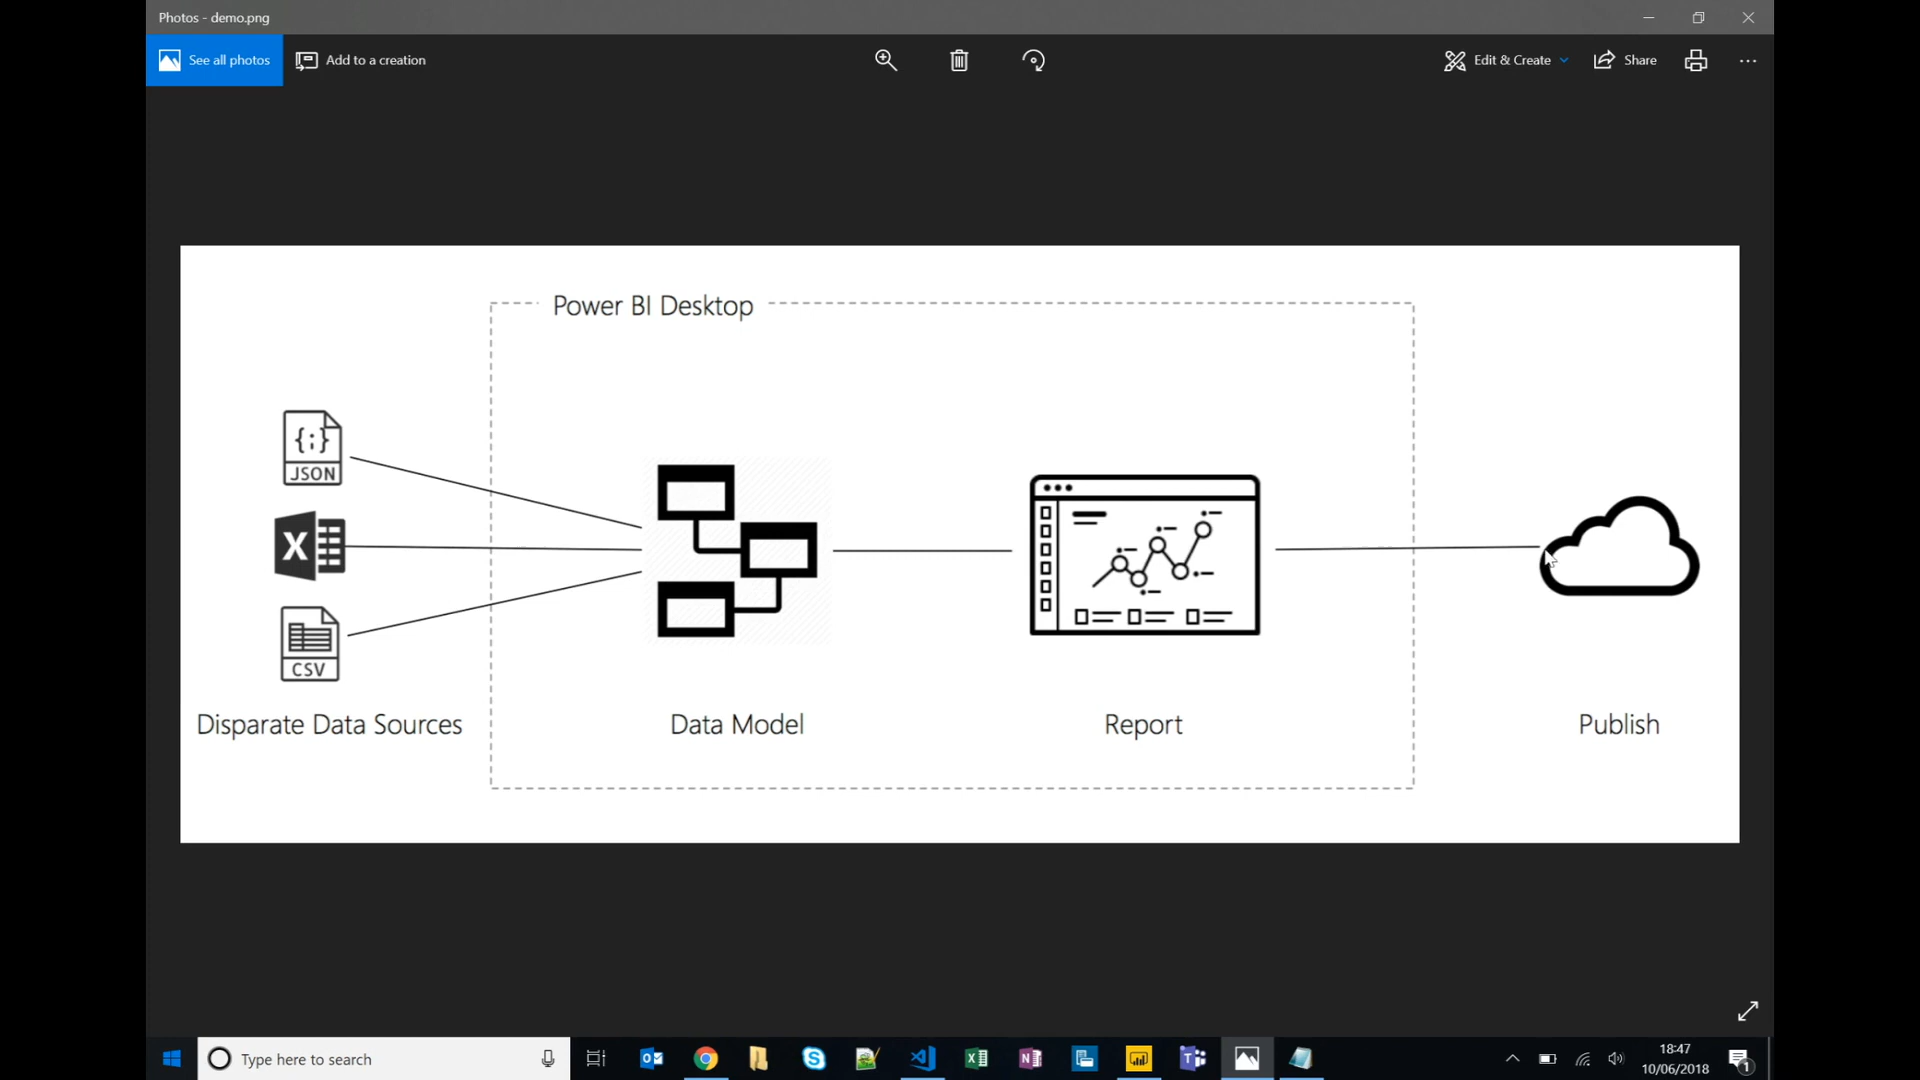 Photos - demo.png
See all photos
Add to a creation
Edit & Create
Share
Power BI Desktop
{;}
JSON
X
CSV
Disparate Data Sources
Data Model
Report
Publish
Type here to search
18:47
10/06/2018
1